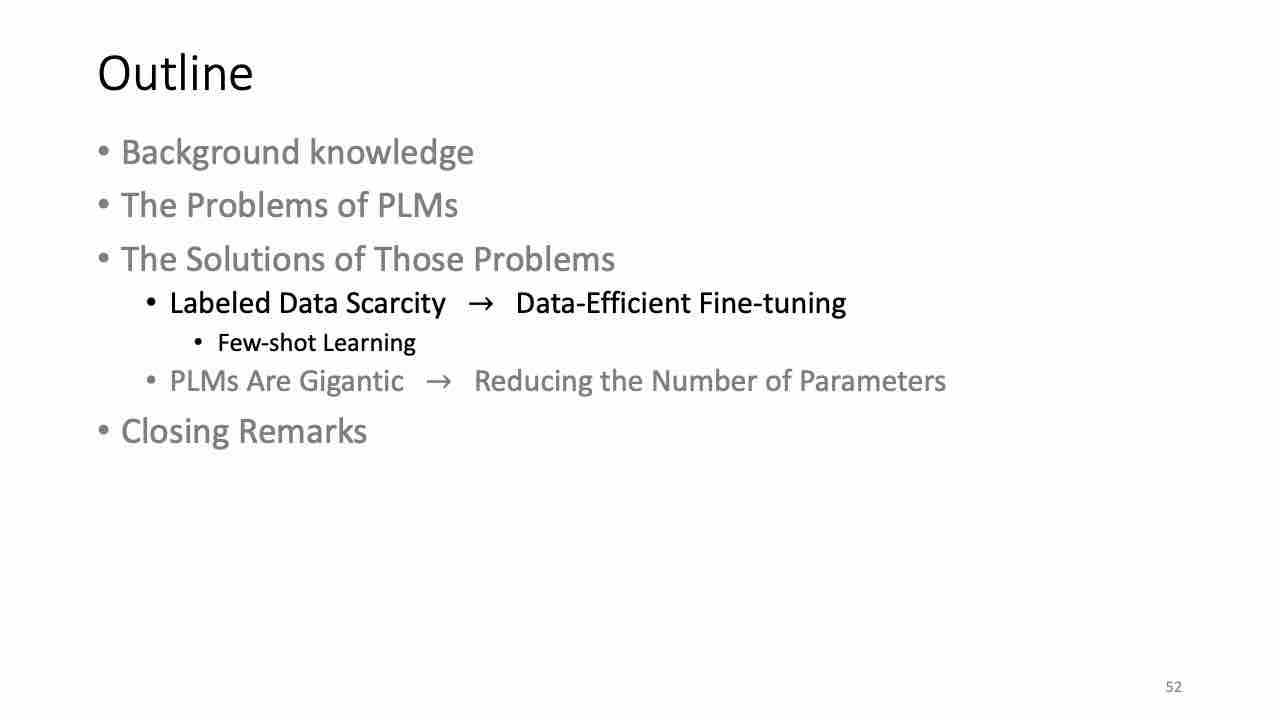 Outline
• Background knowledge
• The Problems of PLMs
• The Solutions of Those Problems
• Labeled Data Scarcity → Data-Efficient Fine-tuning
• Few-shot Learning
• PLMs Are Gigantic → Reducing the Number of Parameters
• Closing Remarks
52